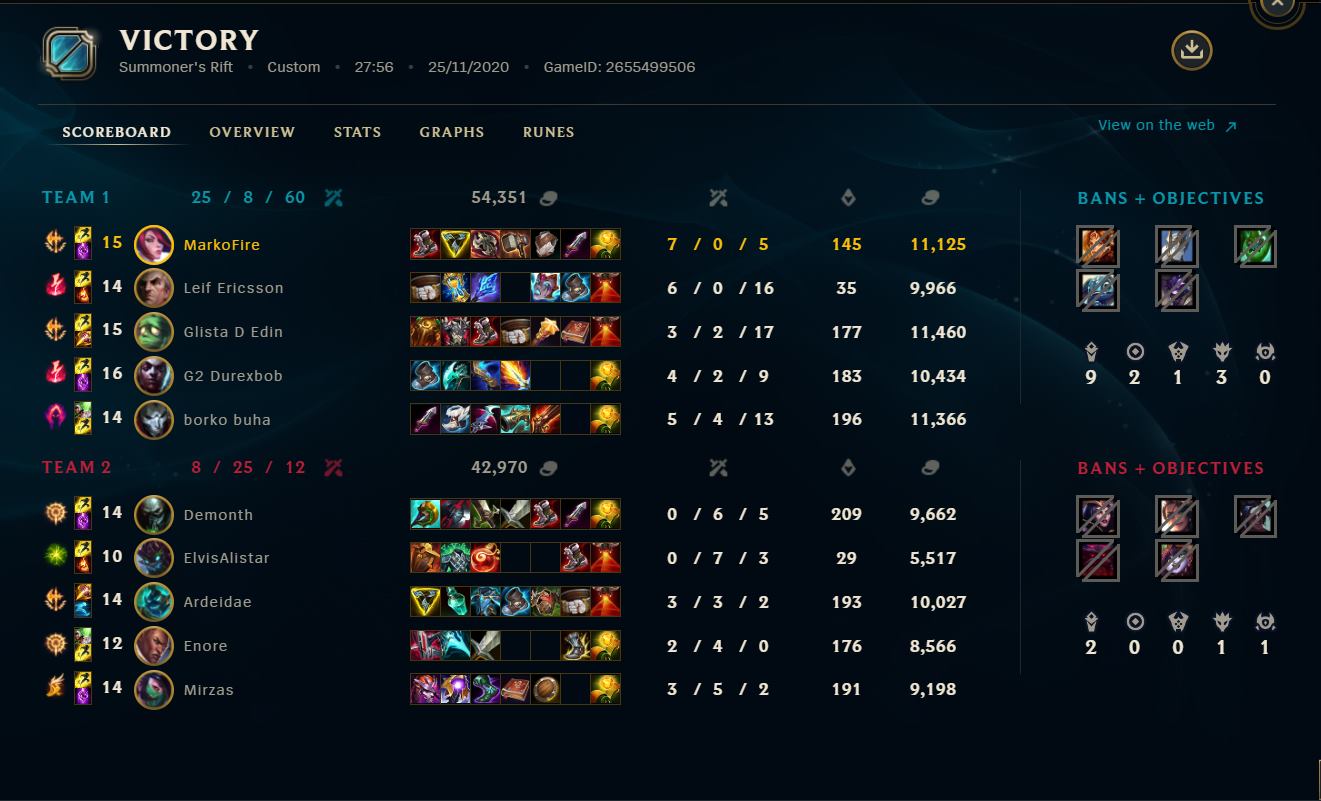 VICTORY
Summoner's Rift • Custom • 27:56 • 25/11/2020 • GameID: 2655499506
SCOREBOARD OVERVIEW STATS GRAPHS RUNES View on the web
TEAM 1 25 / 8 / 60 54,351 BANS + OBJECTIVES
15 MarkoFire 7 / 0 / 5 145 11,125
14 Leif Ericsson 6 / 0 / 16 35 9,966
15 Glista D Edin 3 / 2 / 17 177 11,460
16 G2 Durexbob 4 / 2 / 9 183 10,434
9 2 1 3 0
14 borko buha 5 / 4 / 13 196 11,366
TEAM 2 8 / 25 / 12 42,970 BANS + OBJECTIVES
14 Demonth 0 / 6 / 5 209 9,662
10 ElvisAlistar 0 / 7 / 3 29 5,517
14 Ardeidae 3 / 3 / 2 193 10,027
12 Enore 2 / 4 / 0 176 8,566
2 0 0 1 1
14 Mirzas 3 / 5 / 2 191 9,198